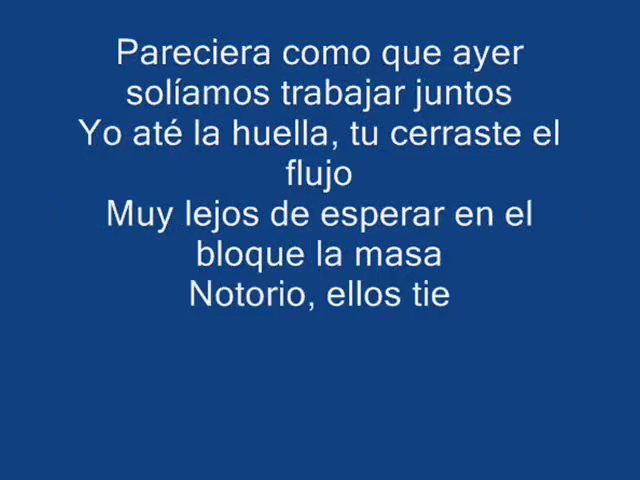 Pareciera como que ayer
solíamos trabajar juntos
Yo até la huella, tu cerraste el
flujo
Muy lejos de esperar en el
bloque la masa
Notorio, ellos tie